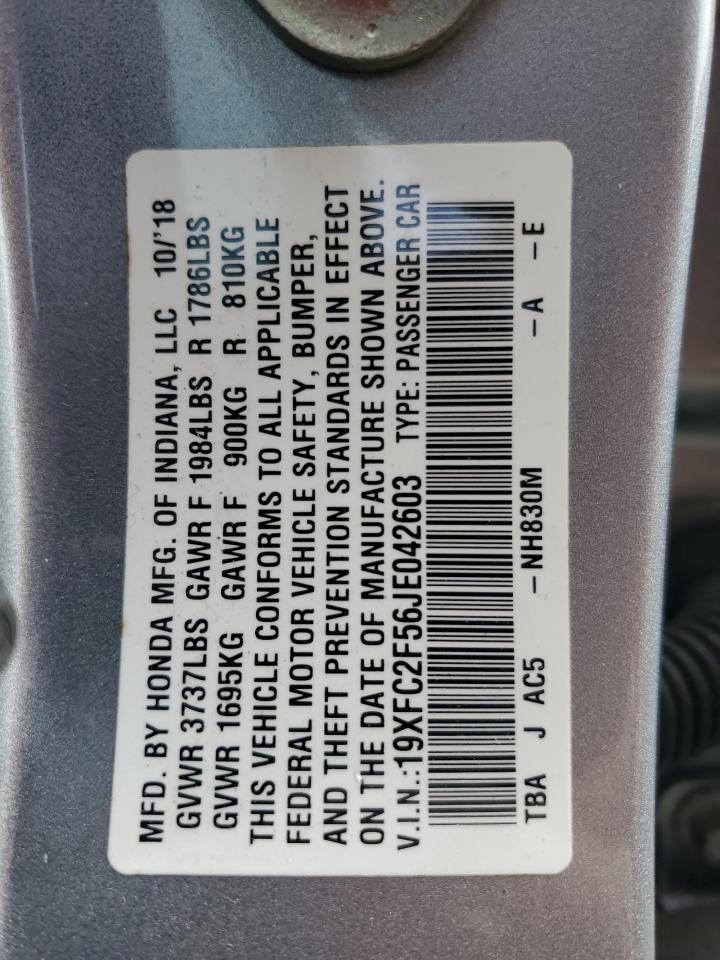 MFD. BY HONDA MFG. OF INDIANA, LLC 10/'18
GVWR 3737LBS GAWR F 1984LBS R 1786LBS
GVWR 1695KG GAWR F 900KG R 810KG
THIS VEHICLE CONFORMS TO ALL APPLICABLE
FEDERAL MOTOR VEHICLE SAFETY, BUMPER,
AND THEFT PREVENTION STANDARDS IN EFFECT
ON THE DATE OF MANUFACTURE SHOWN ABOVE.
V.I.N.:19XFC2F56JE042603 TYPE: PASSENGER CAR
TBA J AC5 -NH830M -A -E